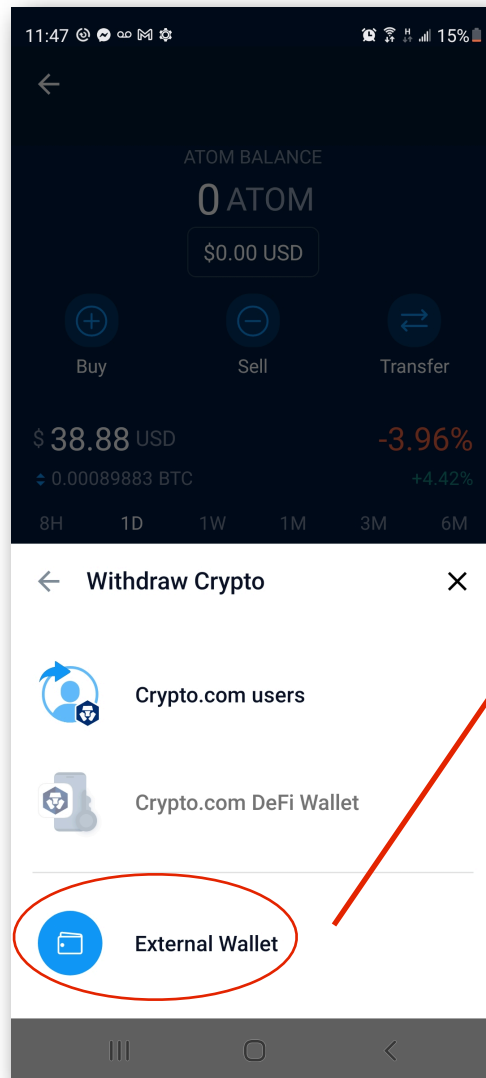 11:47 15%
ATOM BALANCE
0 ATOM
$0.00 USD
Buy Sell Transfer
$ 38.88 USD -3.96%
0.00089883 BTC +4.42%
8H 1D 1W 1M 3M 6M
Withdraw Crypto
Crypto.com users
Crypto.com DeFi Wallet
External Wallet